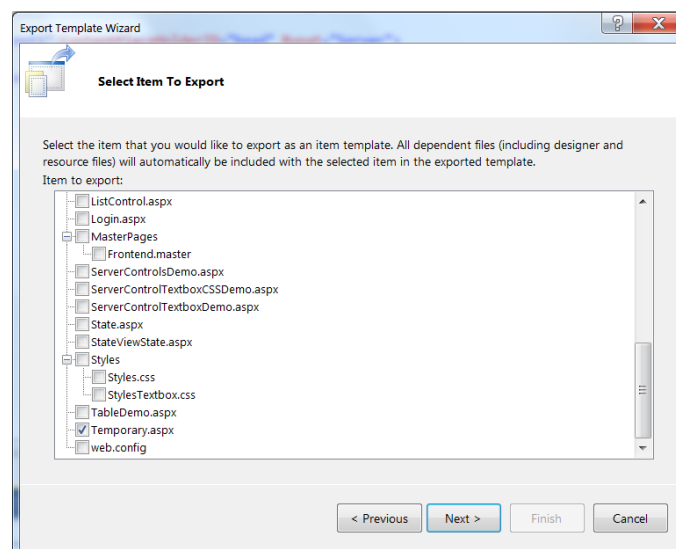 Export Template Wizard
Select Item To Export
Select the item that you would like to export as an item template. All dependent files (including designer and
resource files) will automatically be included with the selected item in the exported template.
Item to export:
ListControl.aspx
Login.aspx
MasterPages
Frontend.master
ServerControlsDemo.aspx
ServerControlTextboxCSSDemo.aspx
ServerControlTextboxDemo.aspx
State.aspx
StateViewState.aspx
Styles
Styles.css
StylesTextbox.css
TableDemo.aspx
Temporary.aspx
web.config
< Previous
Next >
Finish
Cancel